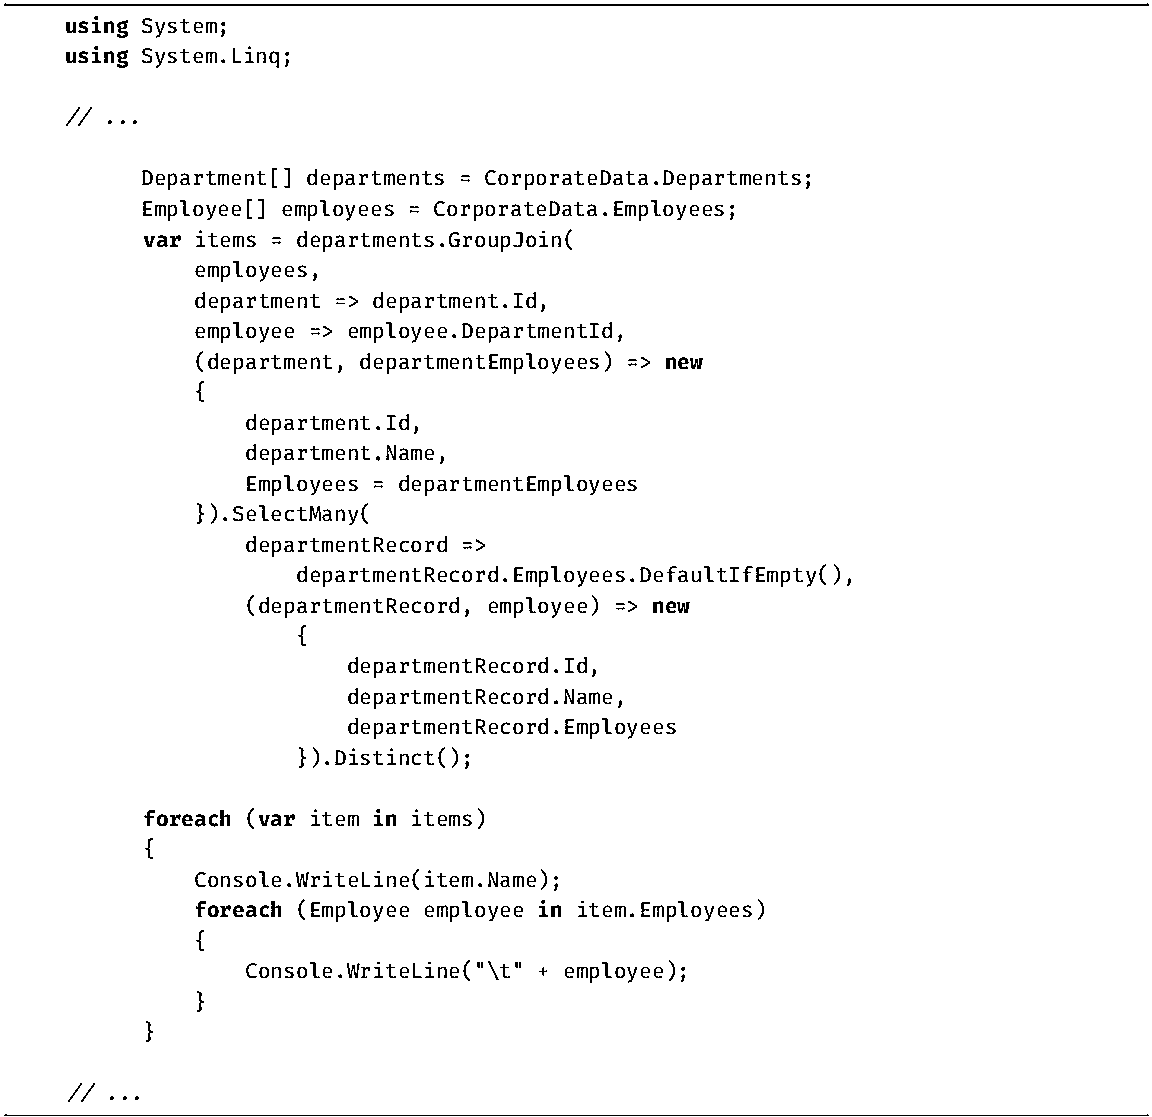 using System;
using System.Linq;
// ...
Department[] departments = CorporateData.Departments;
Employee[] employees = CorporateData.Employees;
var items = departments.GroupJoin(
employees,
department => department.Id,
employee => employee.DepartmentId,
(department, departmentEmployees) => new
{
department.Id,
department.Name,
Employees = departmentEmployees
}).SelectMany(
departmentRecord =>
departmentRecord.Employees.DefaultIfEmpty(),
(departmentRecord, employee) => new
{
departmentRecord.Id,
departmentRecord.Name,
departmentRecord.Employees
}).Distinct();
foreach (var item in items)
{
Console.WriteLine(item.Name);
foreach (Employee employee in item.Employees)
{
Console.WriteLine("\t" + employee);
}
}
// ...